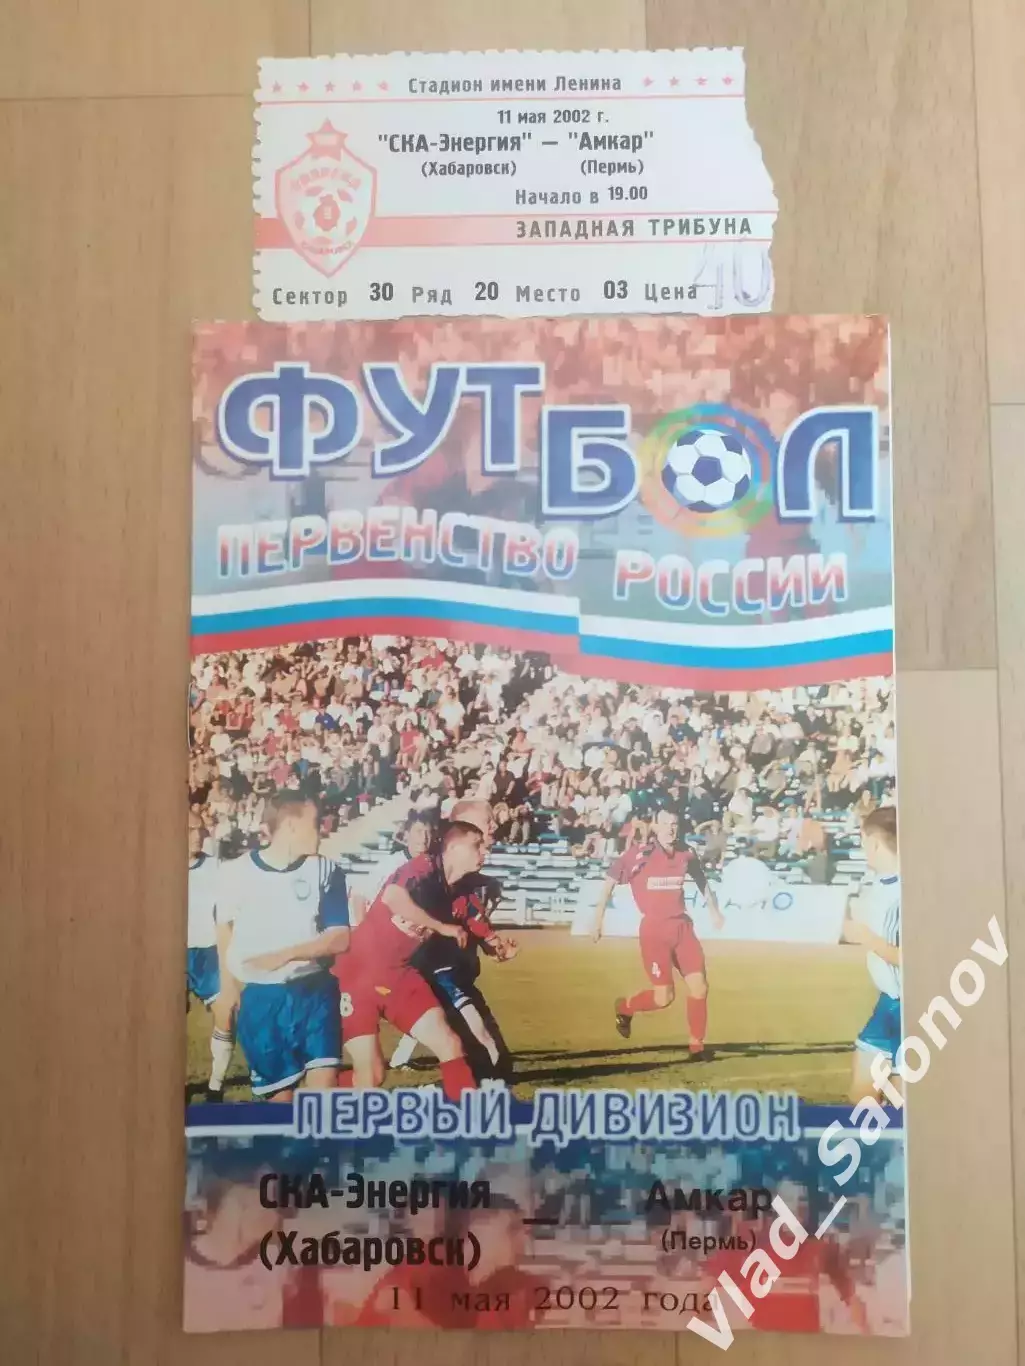 Стадион имени Ленина
11 мая 2002 г.
"СКА-Энергия" — "Амкар"
(Хабаровск) (Пермь)
Начало в 19.00
ЗАПАДНАЯ ТРИБУНА
Сектор 30 Ряд 20 Место 03 Цена 40
ФУТБОЛ
ПЕРВЕНСТВО РОССИИ
4
8
ПЕРВЫЙ ДИВИЗИОН
СКА-Энергия — Амкар
(Хабаровск) (Пермь)
11 мая 2002 года
vlad_Safonov